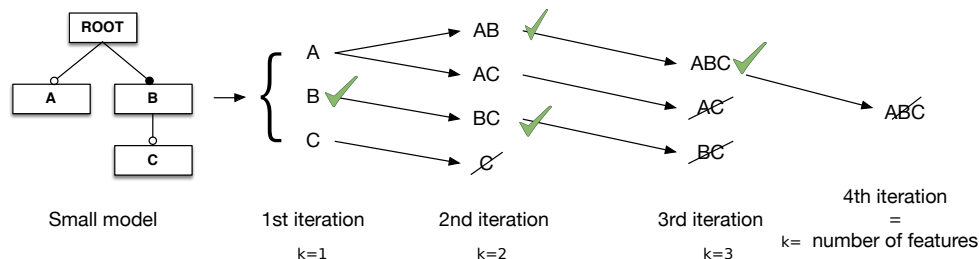 ROOT
A
B
C
Small model
A
B
C
1st iteration
k=1
AB
AC
BC
C
2nd iteration
k=2
ABC
AC
BC
3rd iteration
k=3
ABC
4th iteration
=
k= number of features